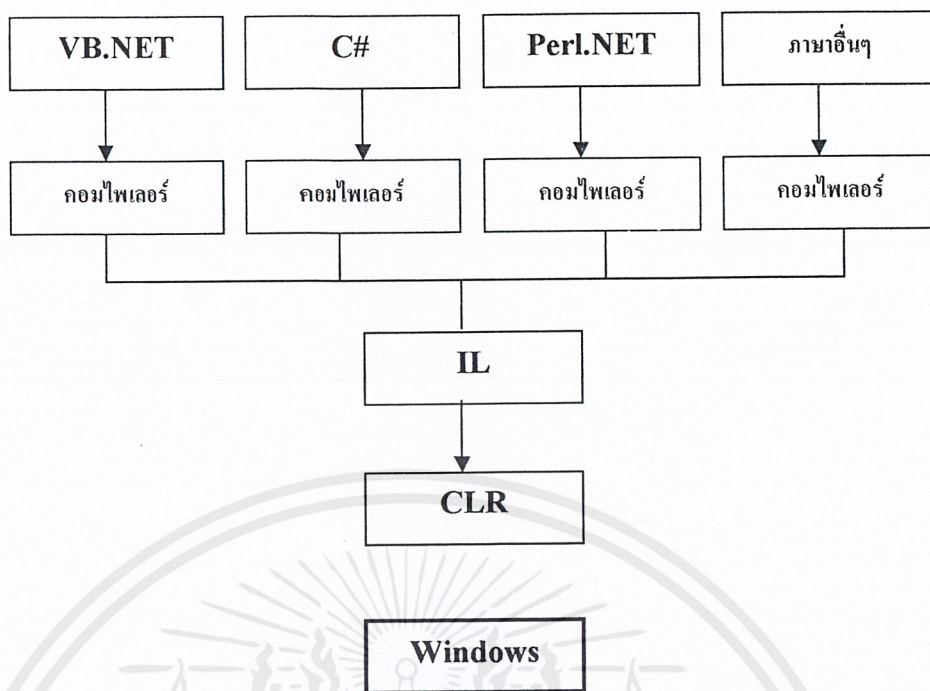 VB.NET
C#
Perl.NET
ภาษาอื่นๆ
คอมไพเลอร์
คอมไพเลอร์
คอมไพเลอร์
คอมไพเลอร์
IL
CLR
Windows